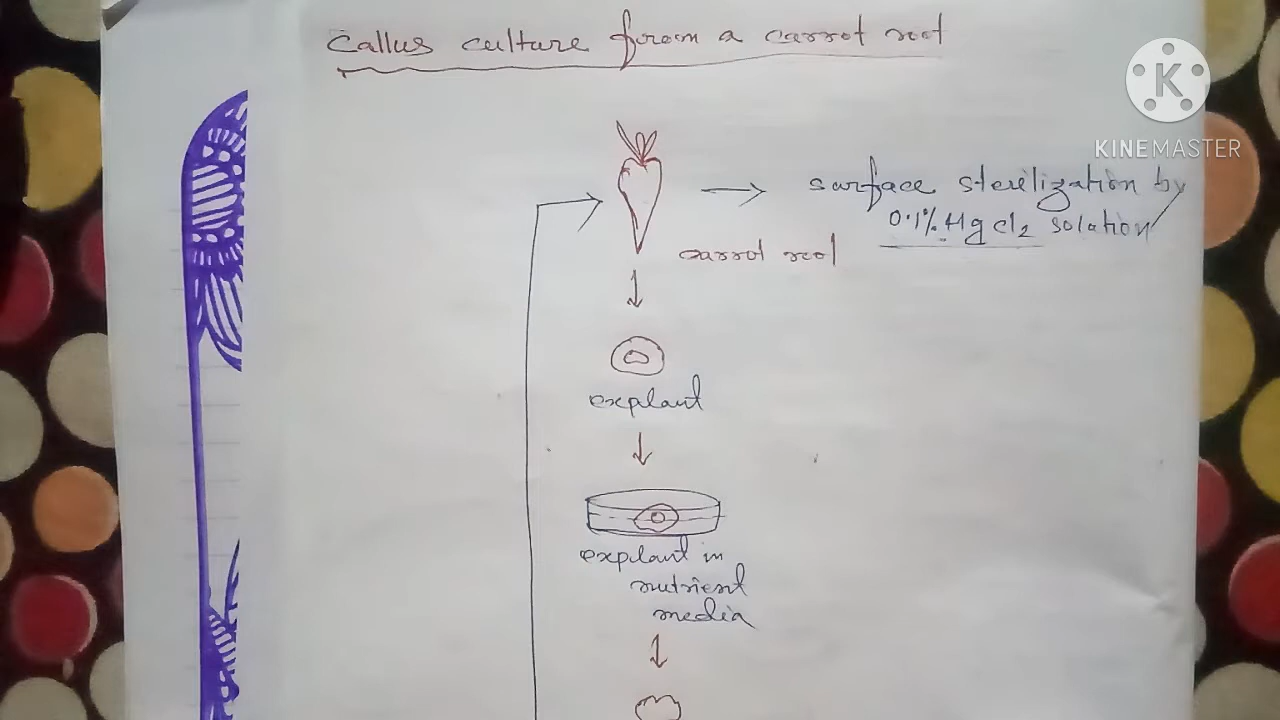 Callus culture from a carrot root
K
KINEMASTER
surface sterilization by
0.1% HgCl2 solution
carrot root
explant
explant in
nutrient
media